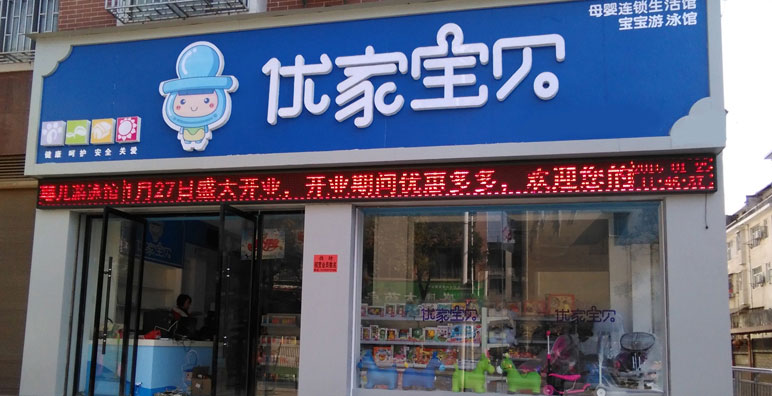 母婴连锁生活馆
宝宝游泳馆
优家宝贝
健康 呵护 安全 关爱
婴儿游泳馆1月27日盛大开业，开业期间优惠多多，欢迎您的
优家宝贝
优家宝贝